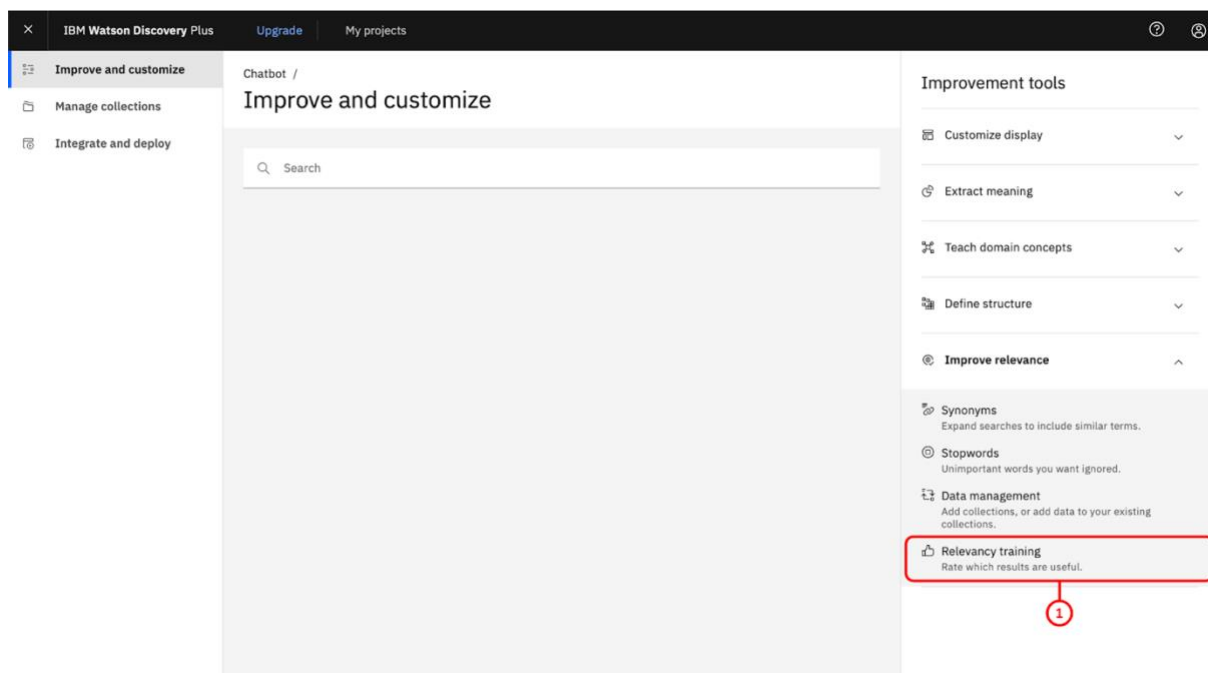 IBM Watson Discovery Plus
Upgrade
My projects
Improve and customize
Manage collections
Integrate and deploy
Chatbot /
Improve and customize
Search
Improvement tools
Customize display
Extract meaning
Teach domain concepts
Define structure
Improve relevance
Synonyms
Expand searches to include similar terms.
Stopwords
Unimportant words you want ignored.
Data management
Add collections, or add data to your existing
collections.
Relevancy training
Rate which results are useful.
1